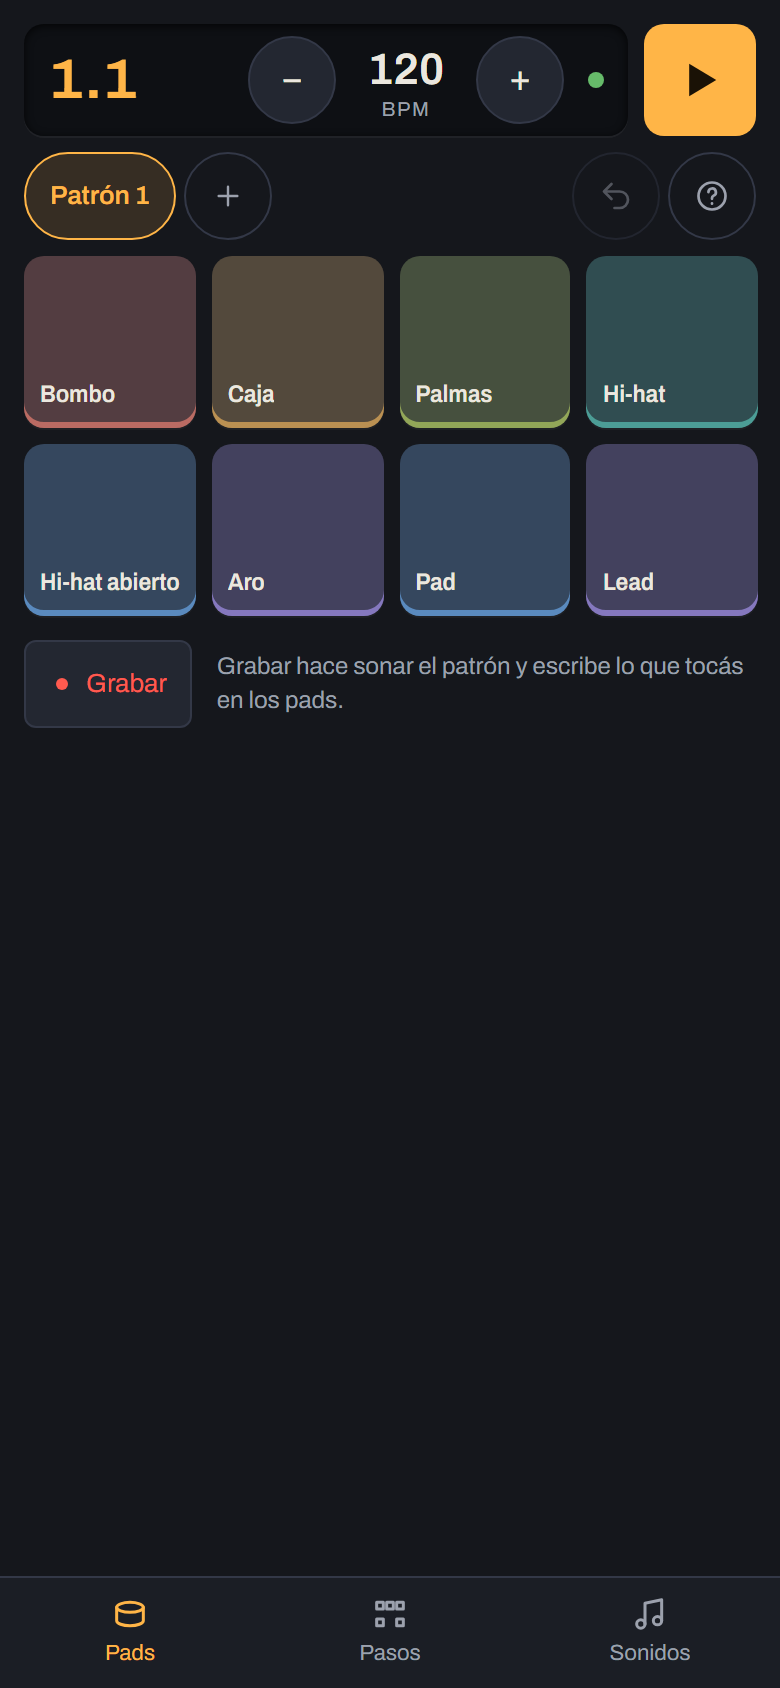 1.1
−
120
BPM
+
Patrón 1
+
Bombo
Caja
Palmas
Hi-hat
Hi-hat abierto
Aro
Pad
Lead
Grabar
Grabar hace sonar el patrón y escribe lo que tocás
en los pads.
Pads
Pasos
Sonidos